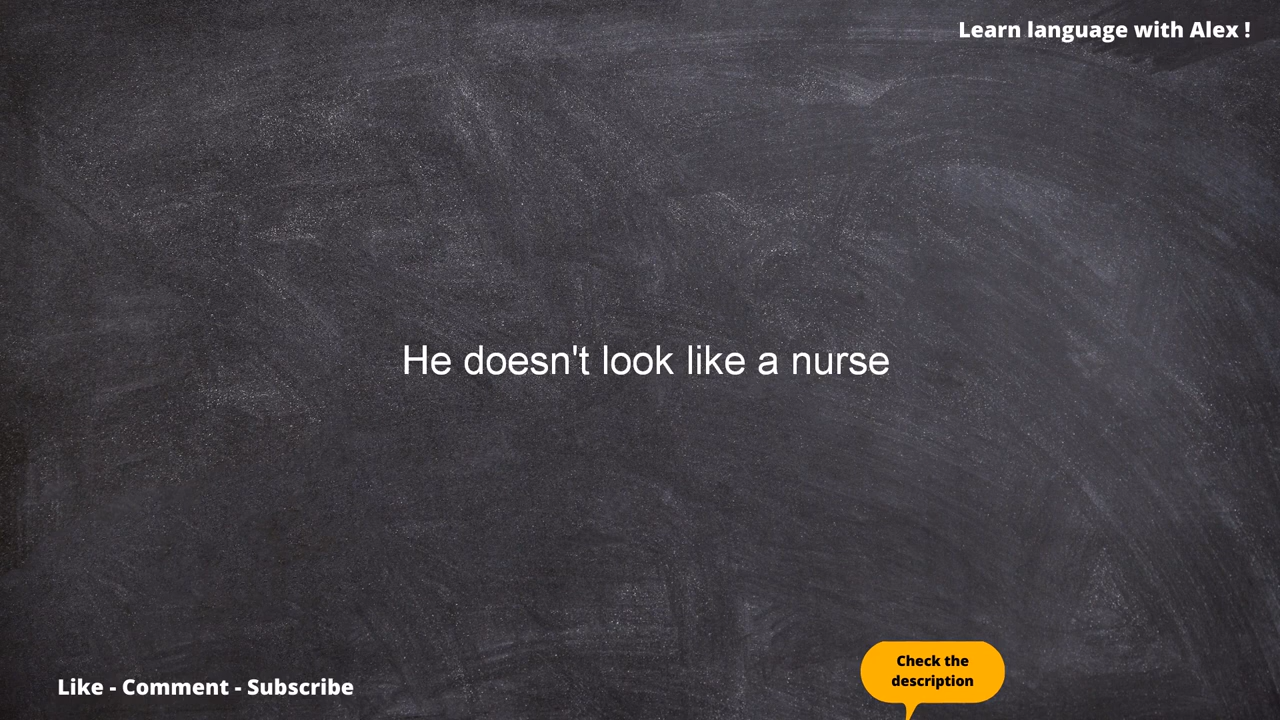 Learn language with Alex !
He doesn't look like a nurse
Check the
description
Like - Comment - Subscribe